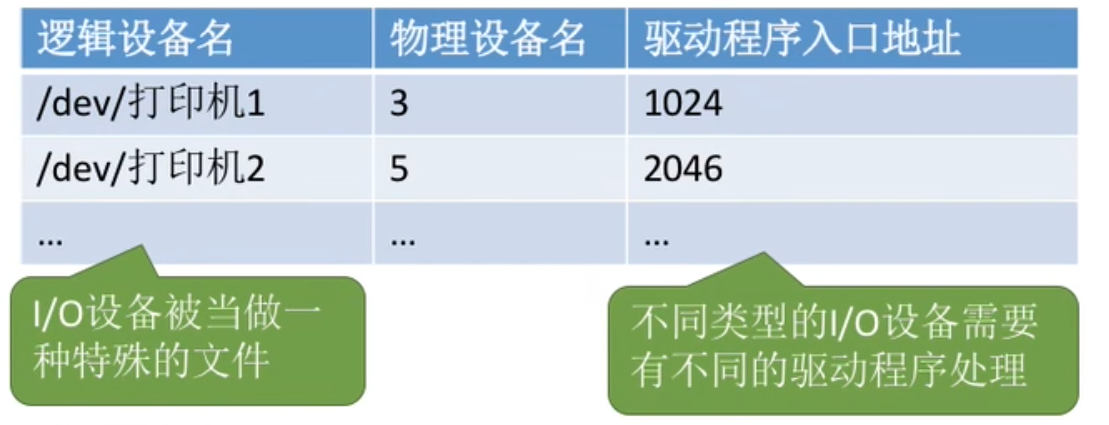 逻辑设备名 物理设备名 驱动程序入口地址
/dev/打印机1 3 1024
/dev/打印机2 5 2046
... ... ...
I/O设备被当做一
种特殊的文件
不同类型的I/O设备需要
有不同的驱动程序处理